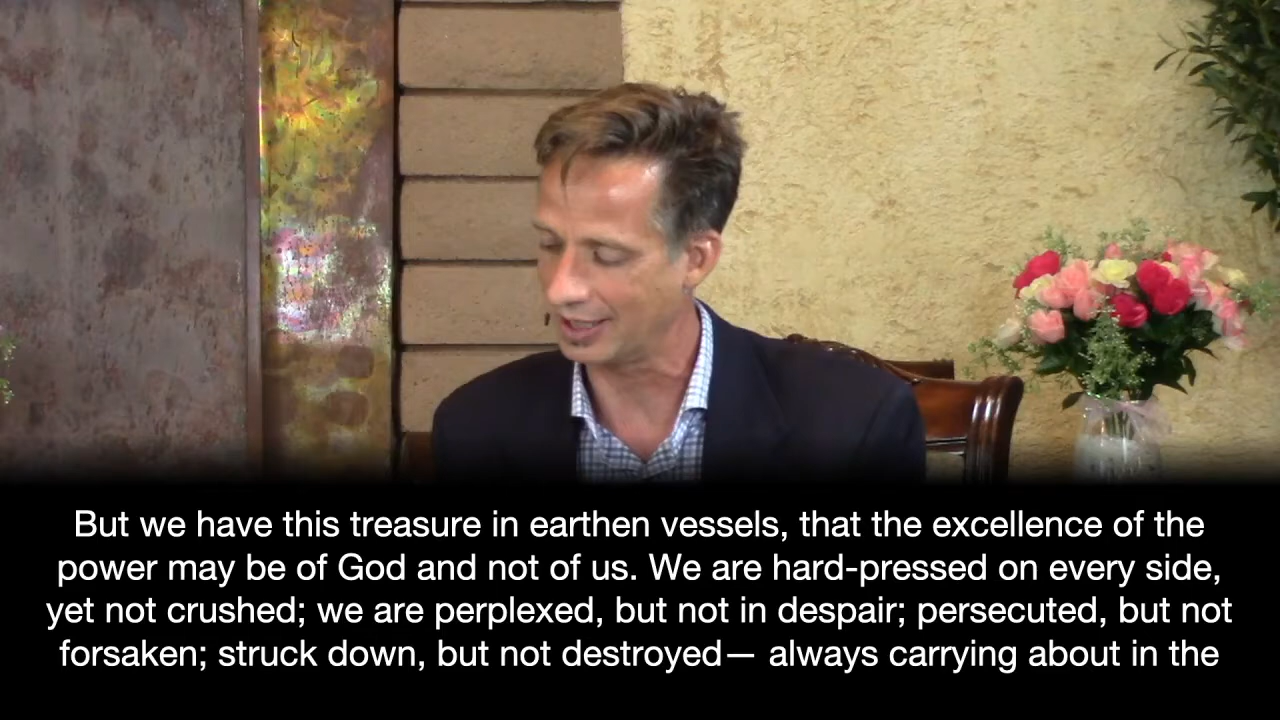 But we have this treasure in earthen vessels, that the excellence of the
power may be of God and not of us. We are hard-pressed on every side,
yet not crushed; we are perplexed, but not in despair; persecuted, but not
forsaken; struck down, but not destroyed— always carrying about in the